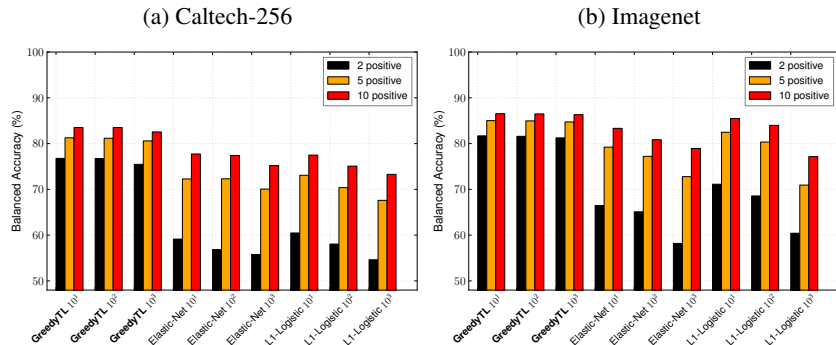 (a) Caltech-256
Balanced Accuracy (%)
100
90
80
70
60
50
2 positive
5 positive
10 positive
GreedyTL 10¹
GreedyTL 10²
GreedyTL 10³
Elastic-Net 10¹
Elastic-Net 10²
Elastic-Net 10³
L1-Logistic 10¹
L1-Logistic 10²
L1-Logistic 10³
(b) Imagenet
Balanced Accuracy (%)
100
90
80
70
60
50
2 positive
5 positive
10 positive
GreedyTL 10¹
GreedyTL 10²
GreedyTL 10³
Elastic-Net 10¹
Elastic-Net 10²
Elastic-Net 10³
L1-Logistic 10¹
L1-Logistic 10²
L1-Logistic 10³